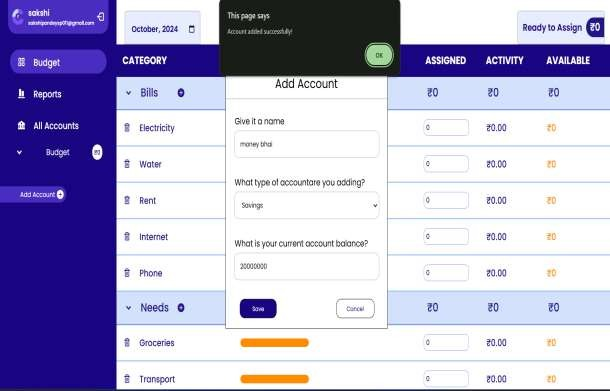 sakshi
sakshipandeysp011@gmail.com
Budget
Reports
All Accounts
Budget ₹0
Add Account
October, 2024
Ready to Assign ₹0
This page says
Account added successfully!
OK
CATEGORY ASSIGNED ACTIVITY AVAILABLE
Bills ₹0 ₹0 ₹0
Electricity 0 ₹0.00 ₹0
Water 0 ₹0.00 ₹0
Rent 0 ₹0.00 ₹0
Internet 0 ₹0.00 ₹0
Phone 0 ₹0.00 ₹0
Needs ₹0 ₹0 ₹0
Groceries 0 ₹0.00 ₹0
Transport 0 ₹0.00 ₹0
Add Account
Give it a name
money bhai
What type of accountare you adding?
Savings
What is your current account balance?
20000000
Save Cancel